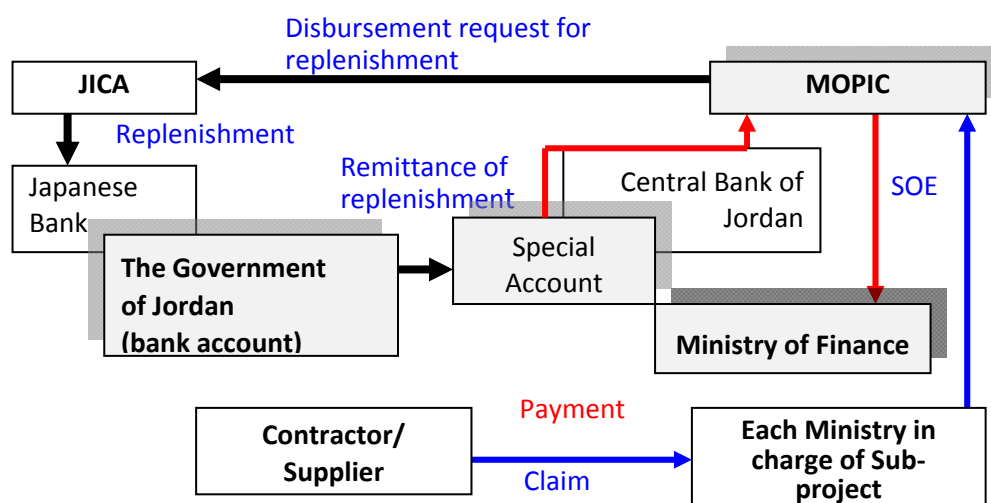 Disbursement request for
replenishment
JICA
MOPIC
Replenishment
Japanese
Bank
Remittance of
replenishment
Central Bank of
Jordan
SOE
The Government
of Jordan
(bank account)
Special
Account
Ministry of Finance
Payment
Contractor/
Supplier
Claim
Each Ministry in
charge of Sub-
project